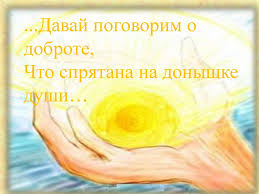 ...Давай поговорим о
доброте,
Что спрятана на донышке
души…